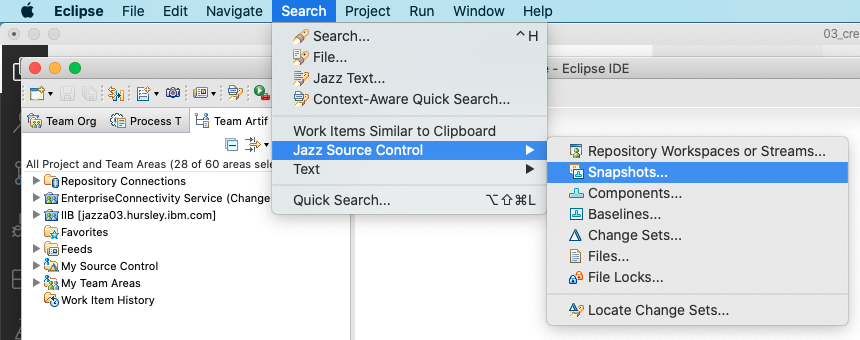 Eclipse File Edit Navigate Search Project Run Window Help
03_cre
Search... ^H
File...
- Eclipse IDE
Jazz Text...
Context-Aware Quick Search...
Team Org Process T Team Artif
Work Items Similar to Clipboard
Jazz Source Control
Text
Quick Search... ⌥⇧⌘L
Repository Workspaces or Streams...
Snapshots...
Components...
Baselines...
Change Sets...
Files...
File Locks...
Locate Change Sets...
All Project and Team Areas (28 of 60 areas sele
Repository Connections
EnterpriseConnectivity Service (Change
IIB [jazza03.hursley.ibm.com]
Favorites
Feeds
My Source Control
My Team Areas
Work Item History